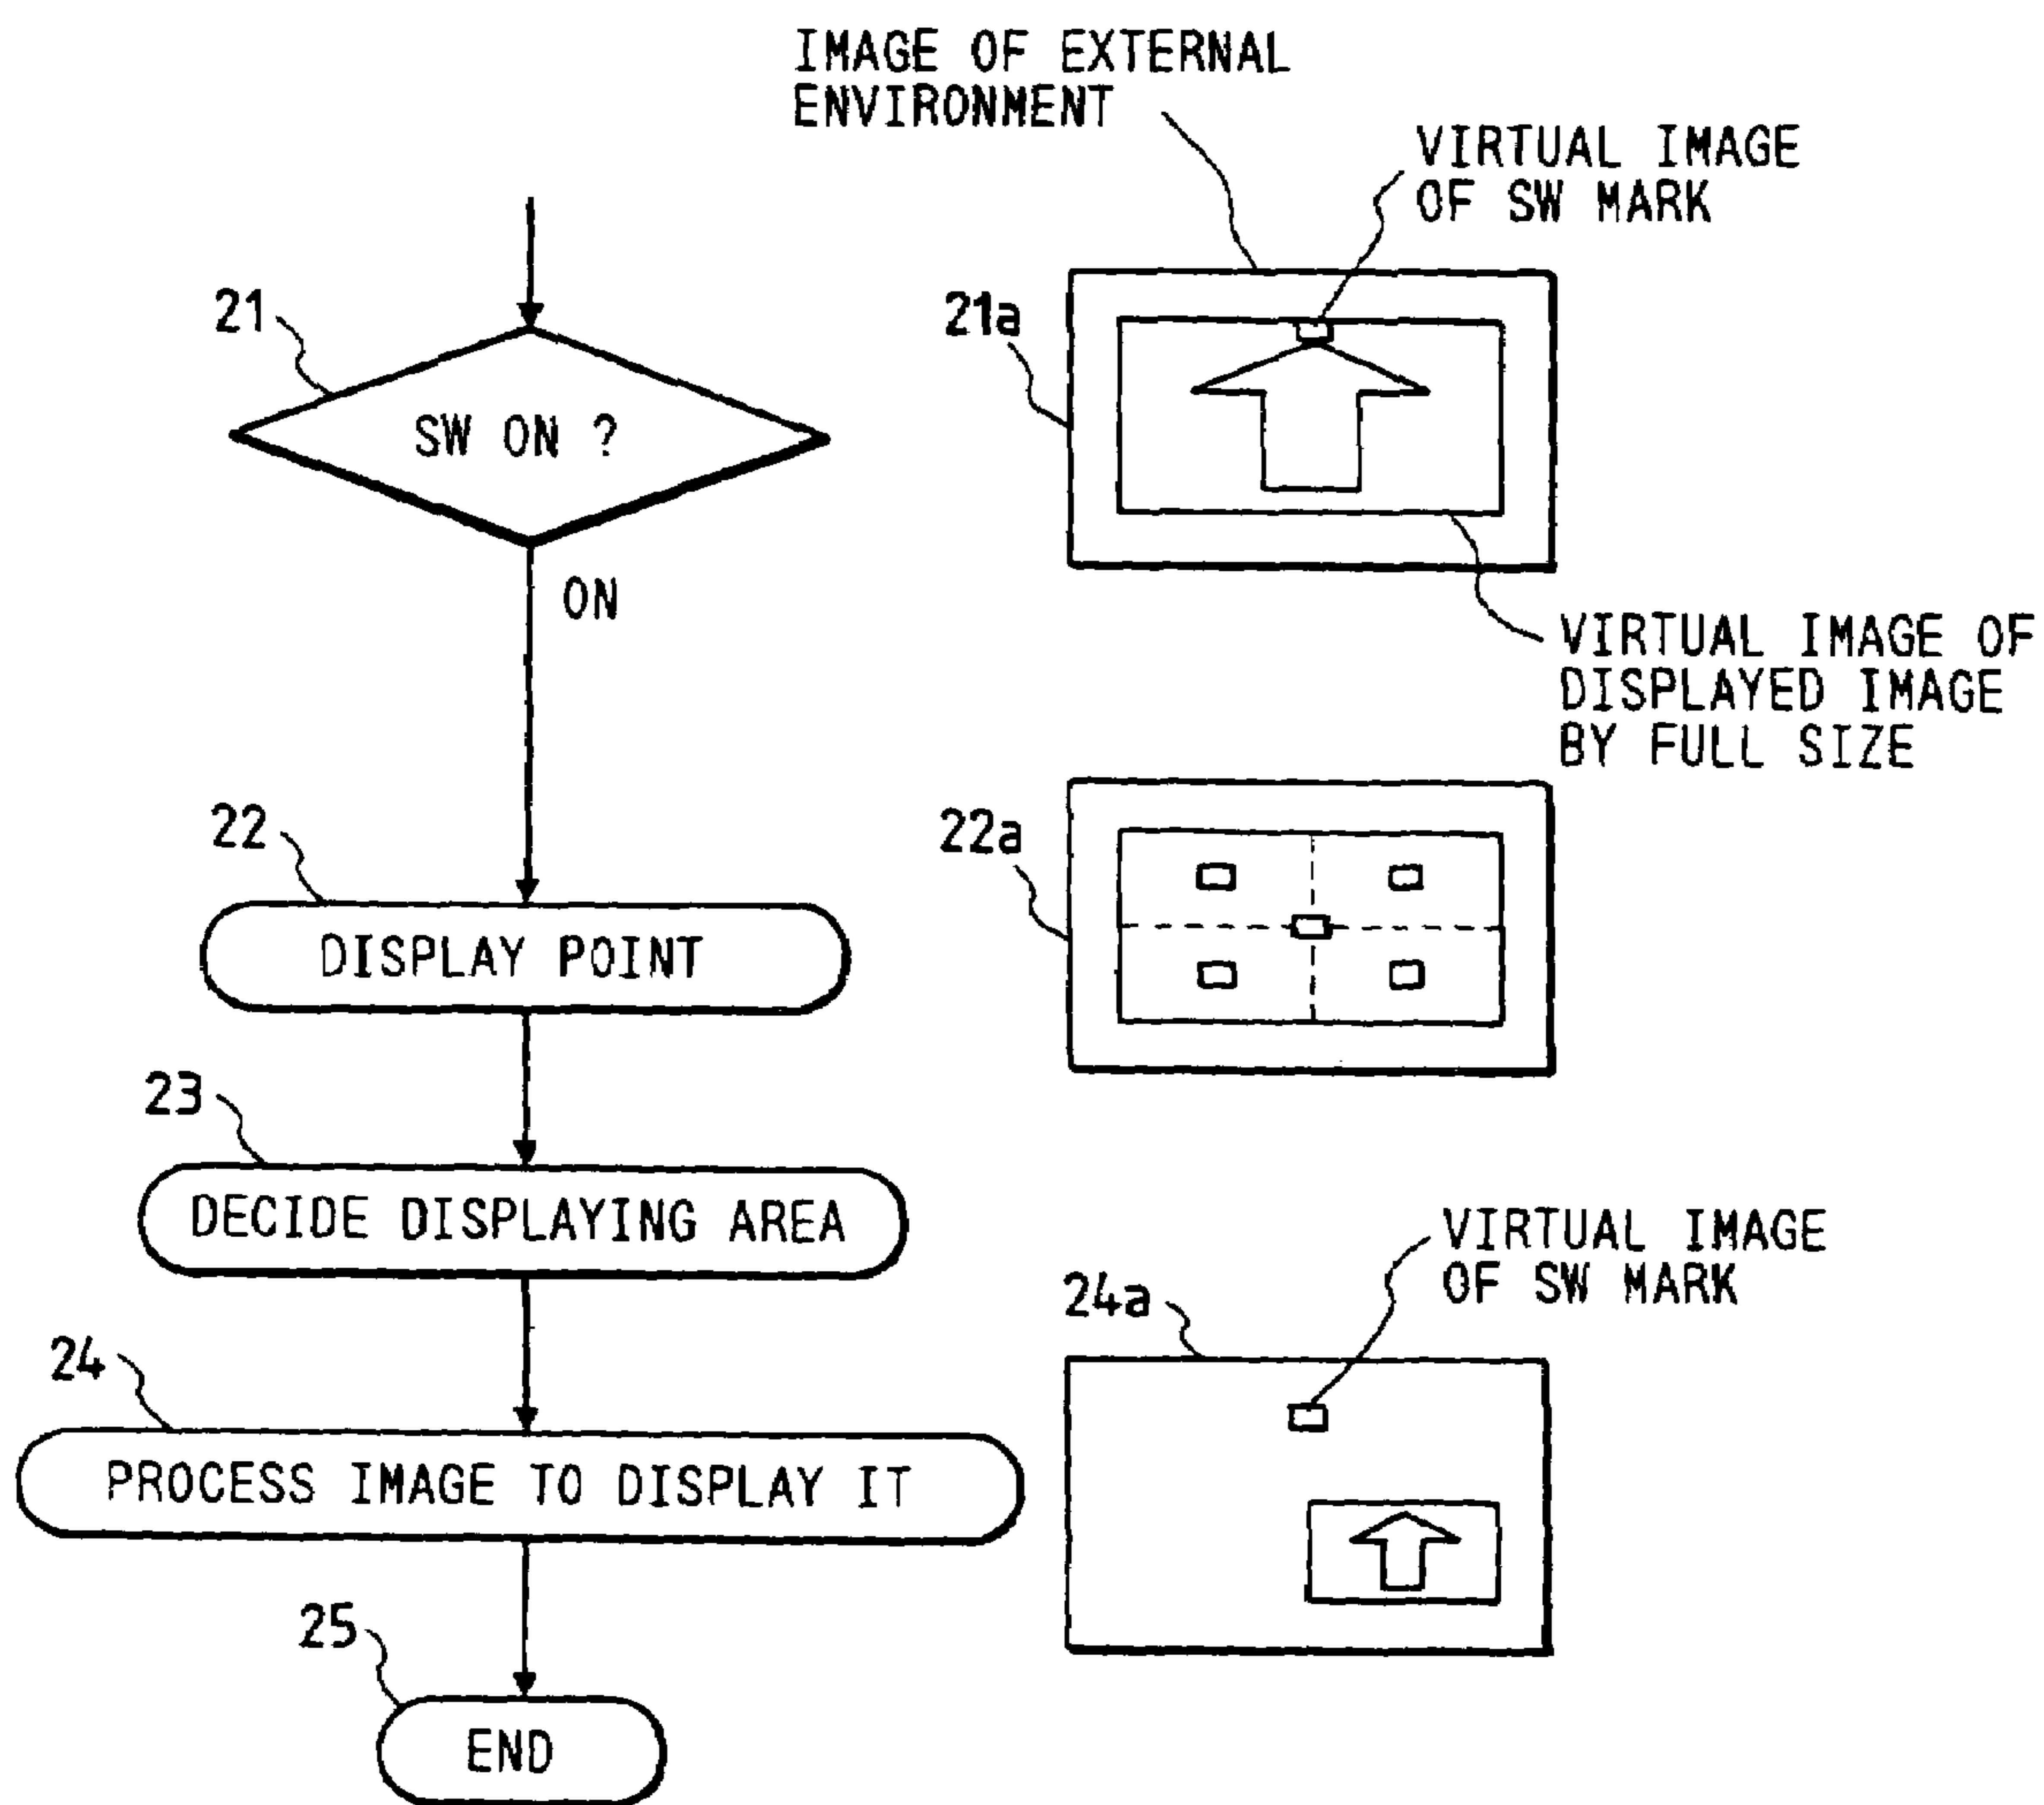 IMAGE OF EXTERNAL
ENVIRONMENT
VIRTUAL IMAGE
OF SW MARK
21
21a
SW ON ?
ON
VIRTUAL IMAGE OF
DISPLAYED IMAGE
BY FULL SIZE
22
22a
DISPLAY POINT
23
DECIDE DISPLAYING AREA
VIRTUAL IMAGE
OF SW MARK
24a
24
PROCESS IMAGE TO DISPLAY IT
25
END